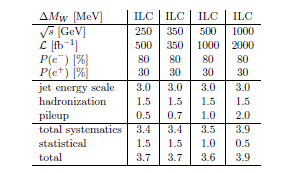 ΔM_W [MeV] ILC ILC ILC ILC
√s [GeV] 250 350 500 1000
ℒ [fb⁻¹] 500 350 1000 2000
P(e⁻) [%] 80 80 80 80
P(e⁺) [%] 30 30 30 30
jet energy scale 3.0 3.0 3.0 3.0
hadronization 1.5 1.5 1.5 1.5
pileup 0.5 0.7 1.0 2.0
total systematics 3.4 3.4 3.5 3.9
statistical 1.5 1.5 1.0 0.5
total 3.7 3.7 3.6 3.9